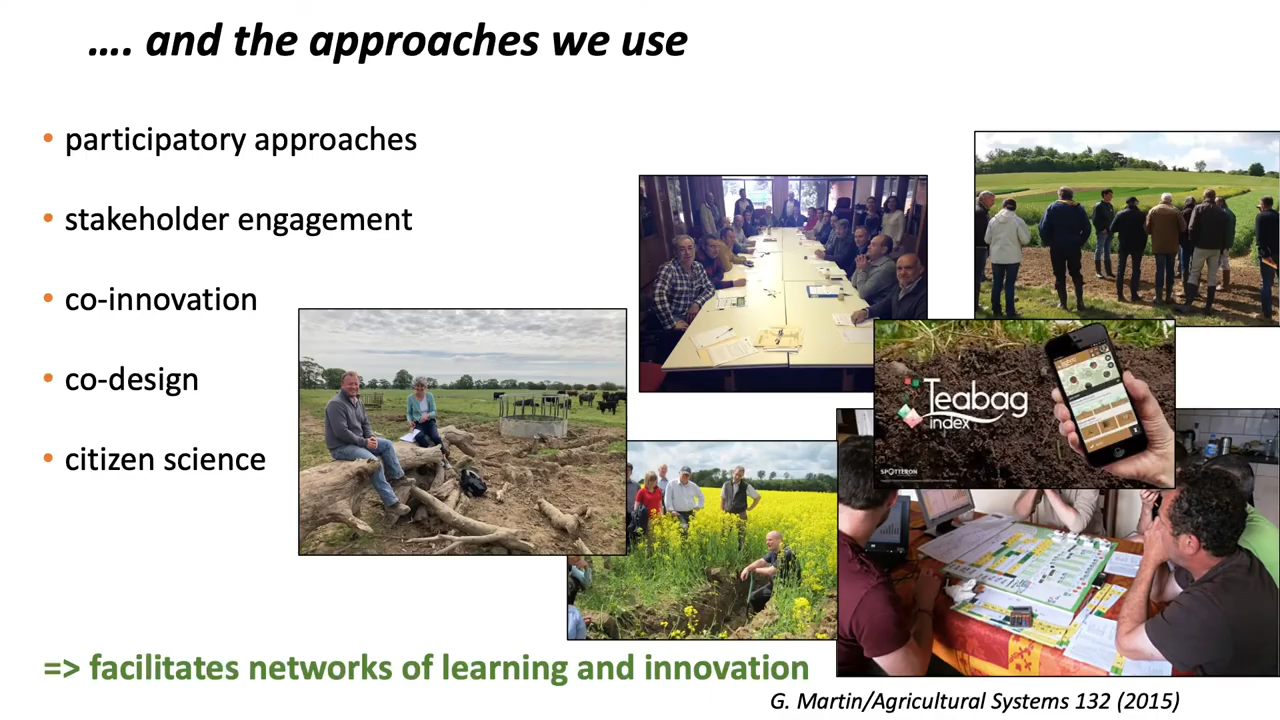 …. and the approaches we use
• participatory approaches
• stakeholder engagement
• co-innovation
• co-design
• citizen science
Teabag
index
SPOTTERON
=> facilitates networks of learning and innovation
G. Martin/Agricultural Systems 132 (2015)